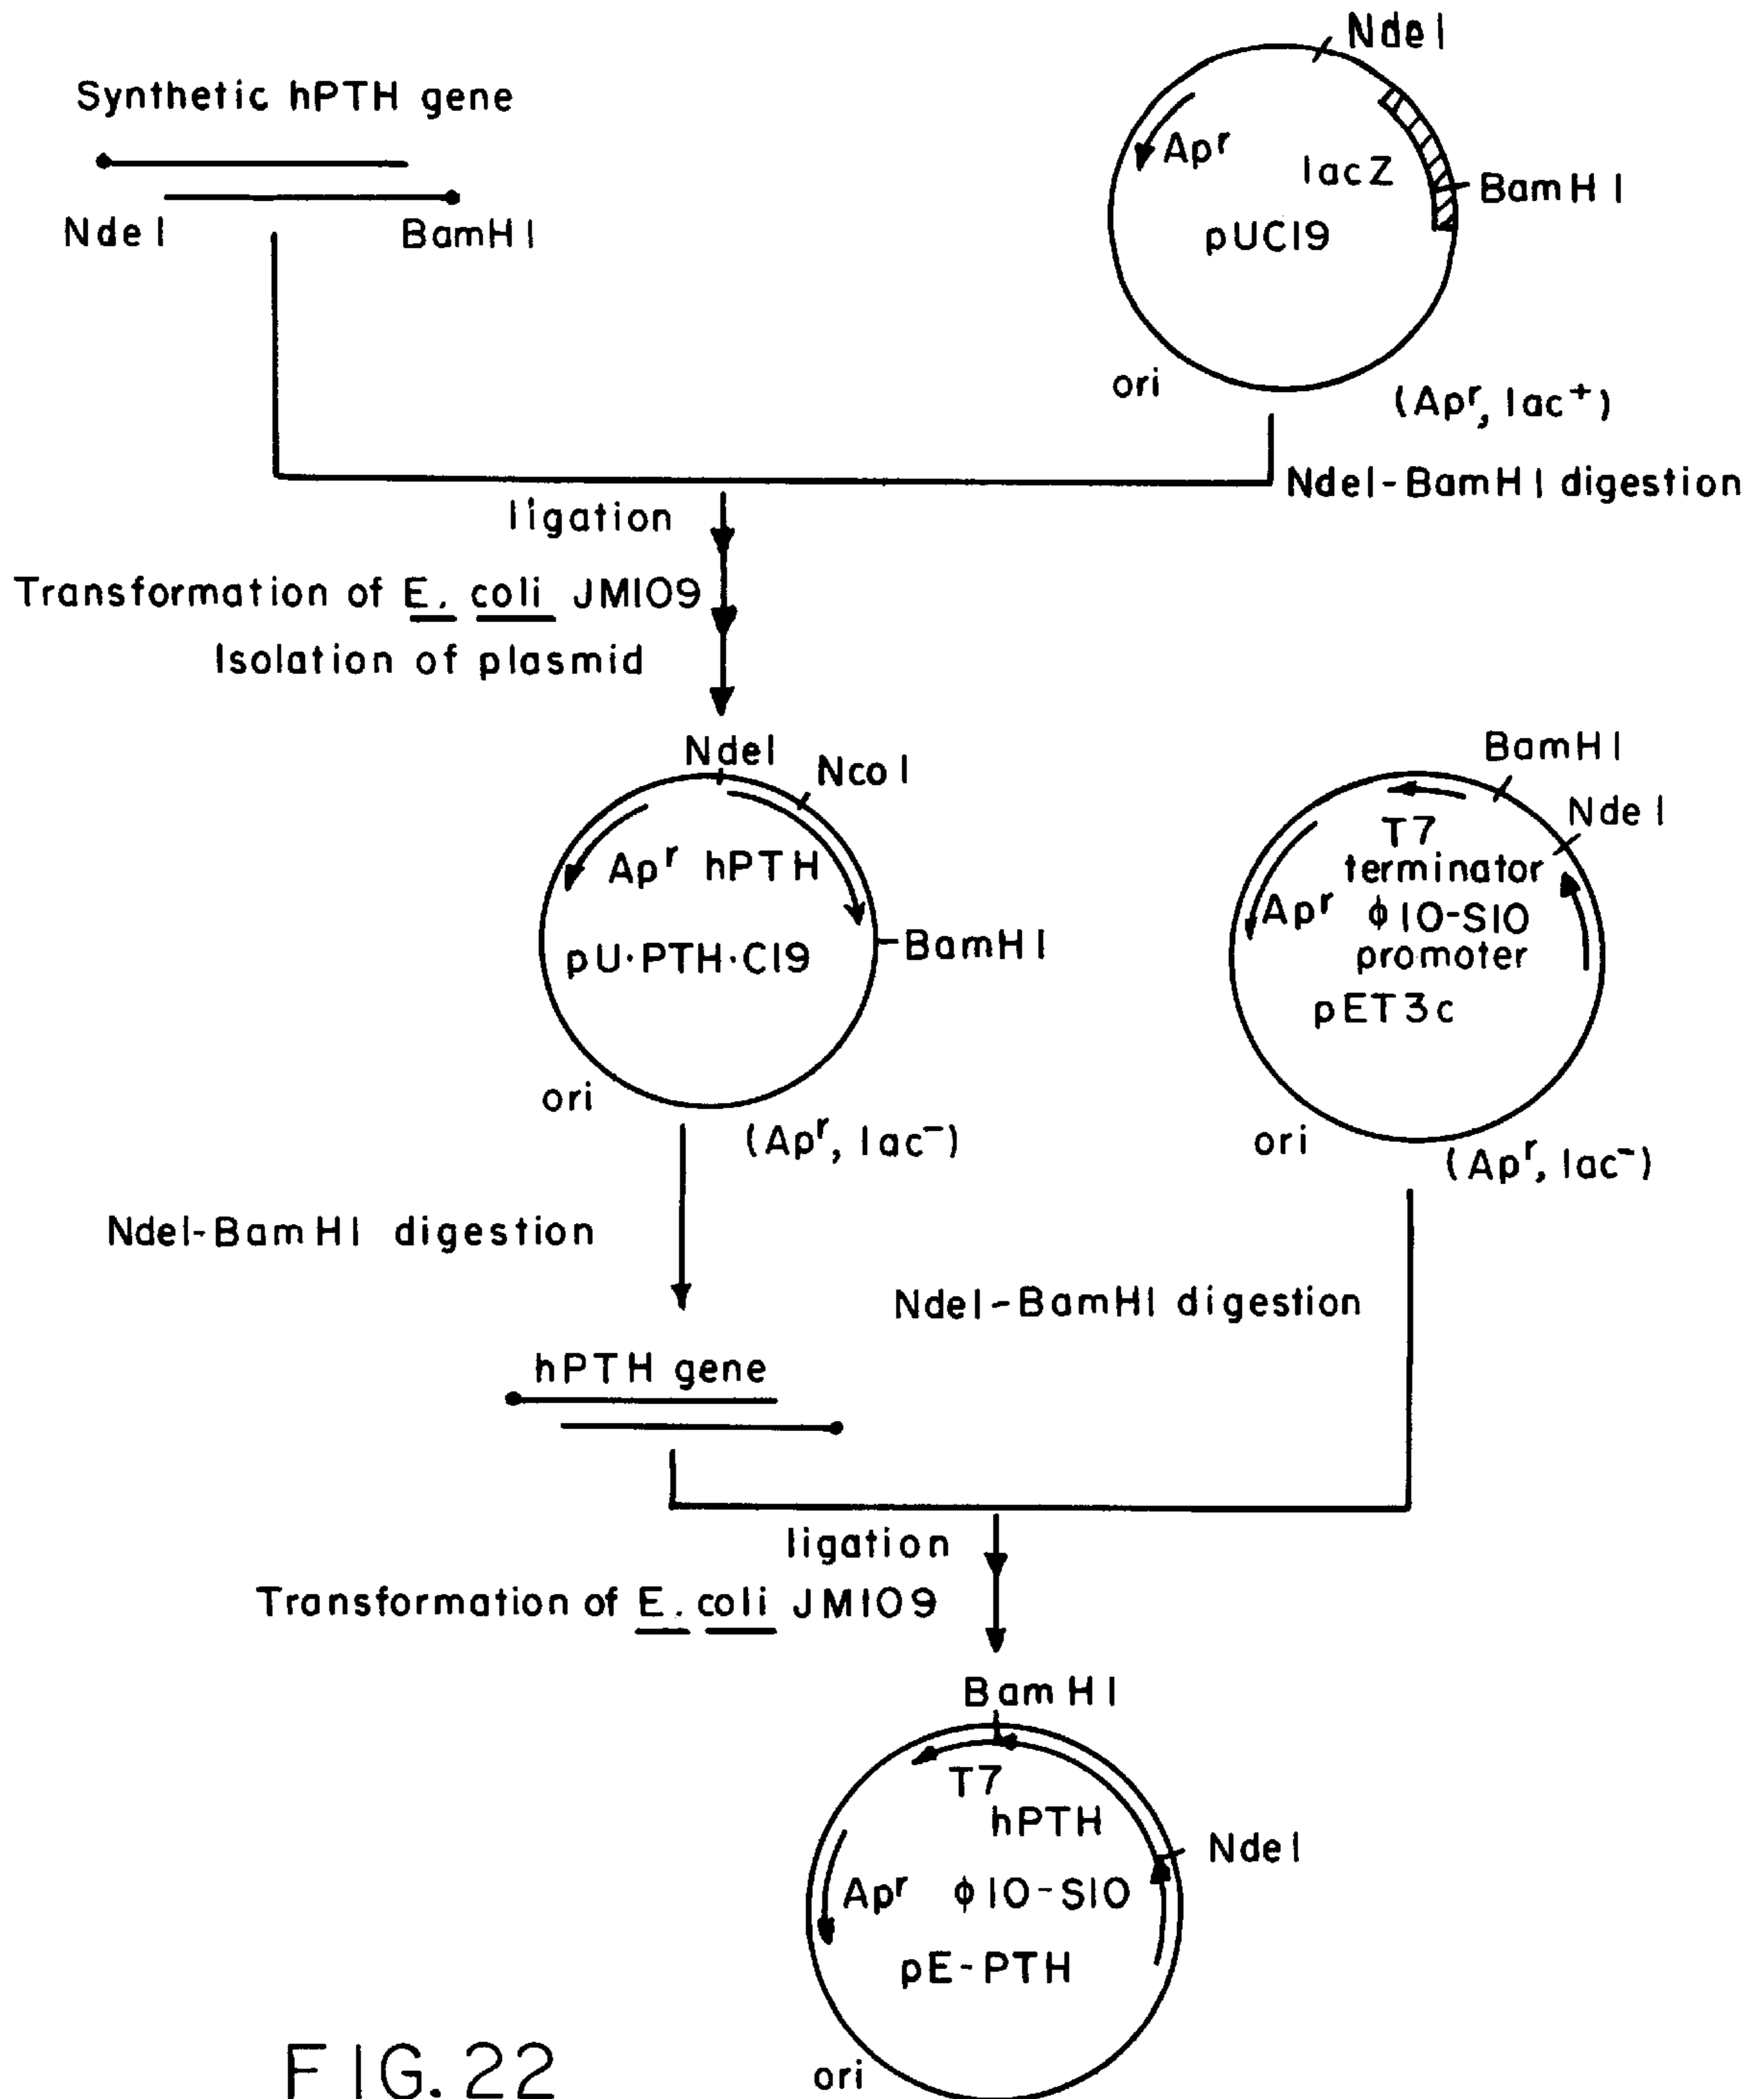 Synthetic hPTH gene
NdeI
BamHI
NdeI
Apʳ
lacZ
BamHI
pUC19
ori
(Apʳ, lac⁺)
NdeI-BamHI digestion
ligation
Transformation of E. coli JM109
Isolation of plasmid
NdeI
NcoI
Apʳ hPTH
BamHI
pU·PTH·C19
ori
(Apʳ, lac⁻)
BamHI
NdeI
T7
terminator
Apʳ φ10-S10
promoter
pET3c
ori
(Apʳ, lac⁻)
NdeI-BamHI digestion
NdeI-BamHI digestion
hPTH gene
ligation
Transformation of E. coli JM109
BamHI
T7
hPTH
NdeI
Apʳ φ10-S10
pE-PTH
ori
FIG. 22